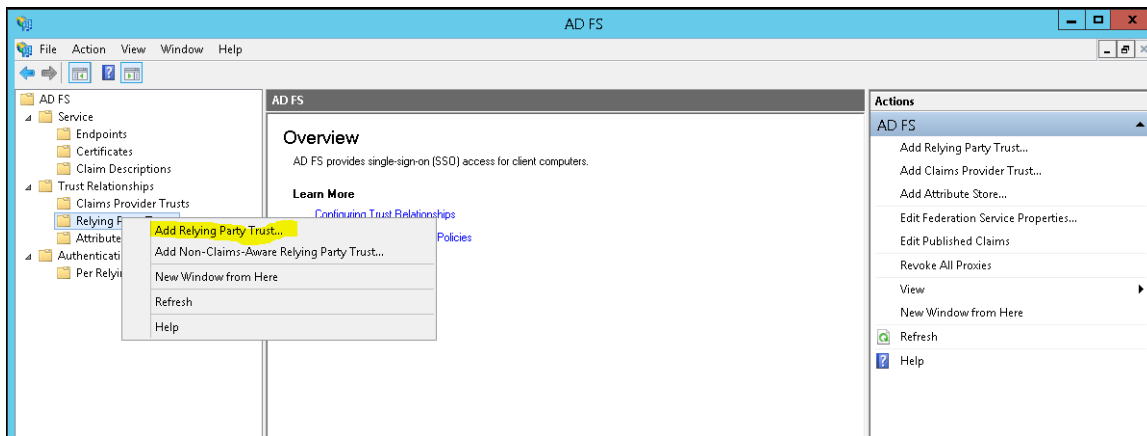 AD FS
File Action View Window Help
AD FS
Service
Endpoints
Certificates
Claim Descriptions
Trust Relationships
Claims Provider Trusts
Relying
Attribute
Per
AD FS
Overview
AD FS provides single-sign-on (SSO) access for client computers.
Learn More
Configuring Trust Relationships
Policies
Add Relying Party Trust...
Add Non-Claims-Aware Relying Party Trust...
New Window from Here
Refresh
Help
Actions
AD FS
Add Relying Party Trust...
Add Claims Provider Trust...
Add Attribute Store...
Edit Federation Service Properties...
Edit Published Claims
Revoke All Proxies
View
New Window from Here
Refresh
Help